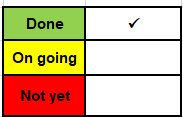 Done ✓
On going
Not yet